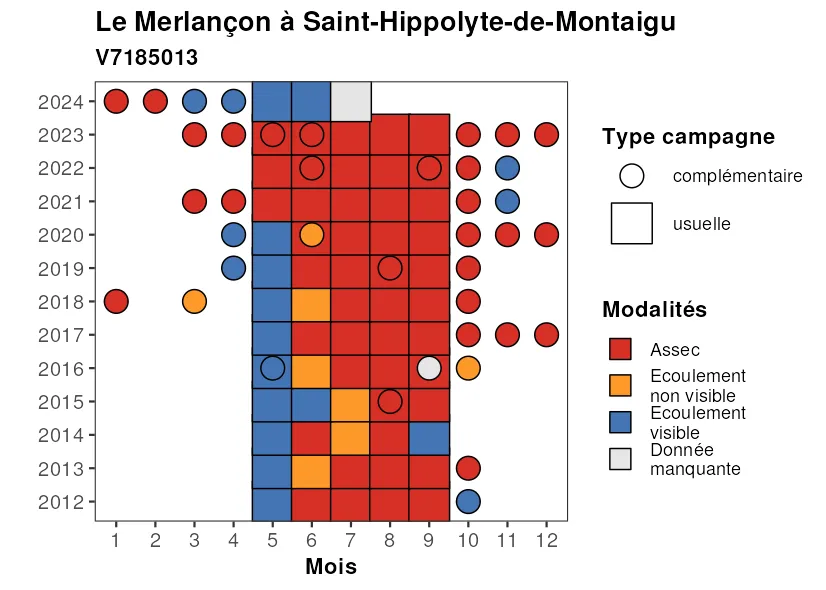 Le Merlançon à Saint-Hippolyte-de-Montaigu
V7185013
2024
2023
2022
2021
2020
2019
2018
2017
2016
2015
2014
2013
2012
1 2 3 4 5 6 7 8 9 10 11 12
Mois
Type campagne
complémentaire
usuelle
Modalités
Assec
Ecoulement
non visible
Ecoulement
visible
Donnée
manquante